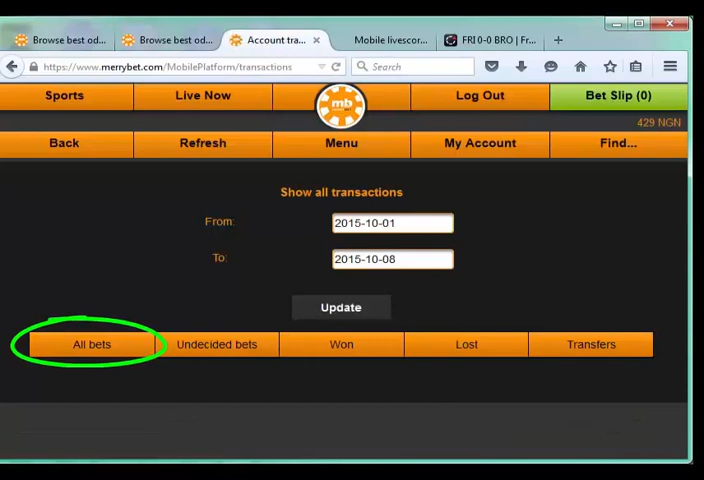 Browse best od... Browse best od... Account tra... Mobile livescor... FRI 0-0 BRO | Fr...
https://www.merrybet.com/MobilePlatform/transactions Search
Sports Live Now mb Log Out Bet Slip (0)
429 NGN
Back Refresh Menu My Account Find...
Show all transactions
From: 2015-10-01
To: 2015-10-08
Update
All bets Undecided bets Won Lost Transfers